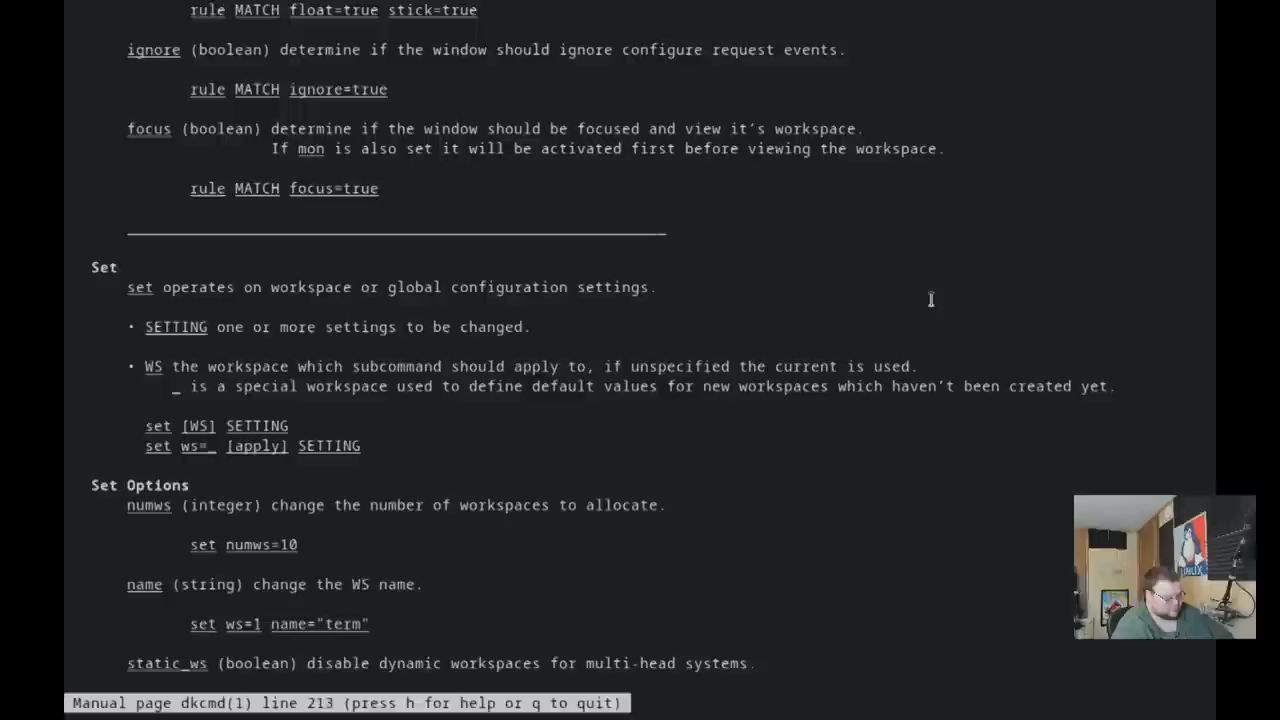 rule MATCH float=true stick=true
ignore (boolean) determine if the window should ignore configure request events.
rule MATCH ignore=true
focus (boolean) determine if the window should be focused and view it's workspace.
If mon is also set it will be activated first before viewing the workspace.
rule MATCH focus=true
Set
set operates on workspace or global configuration settings.
• SETTING one or more settings to be changed.
• WS the workspace which subcommand should apply to, if unspecified the current is used.
_ is a special workspace used to define default values for new workspaces which haven't been created yet.
set [WS] SETTING
set ws=_ [apply] SETTING
Set Options
numws (integer) change the number of workspaces to allocate.
set numws=10
name (string) change the WS name.
set ws=1 name="term"
static_ws (boolean) disable dynamic workspaces for multi-head systems.
Manual page dkcmd(1) line 213 (press h for help or q to quit)
LINUX